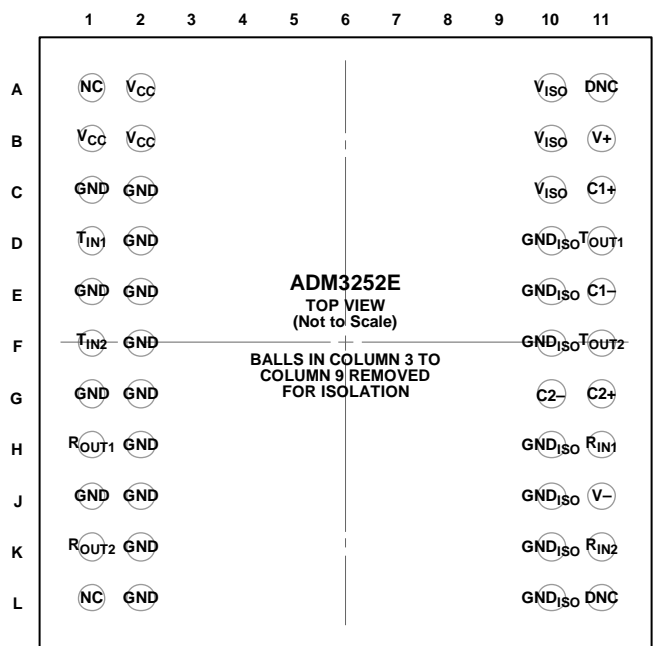 1 2 3 4 5 6 7 8 9 10 11
A NC VCC VISO DNC
B VCC VCC VISO V+
C GND GND VISO C1+
D TIN1 GND GNDISO TOUT1
E GND GND GNDISO C1–
ADM3252E
TOP VIEW
(Not to Scale)
F TIN2 GND GNDISO TOUT2
BALLS IN COLUMN 3 TO
COLUMN 9 REMOVED
FOR ISOLATION
G GND GND C2– C2+
H ROUT1 GND GNDISO RIN1
J GND GND GNDISO V–
K ROUT2 GND GNDISO RIN2
L NC GND GNDISO DNC